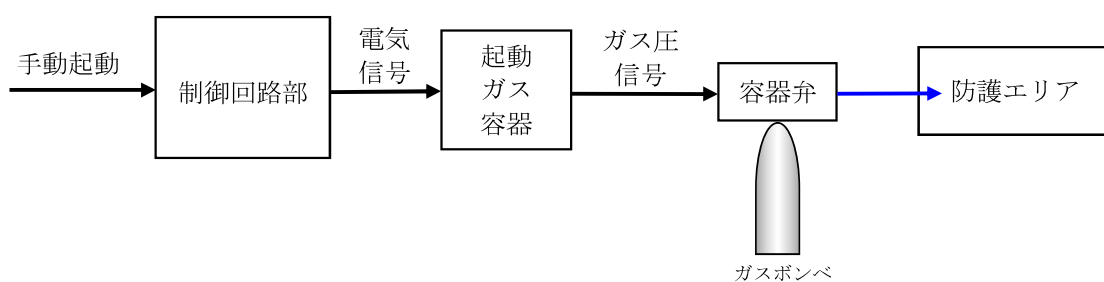 手動起動
制御回路部
電気
信号
起動
ガス
容器
ガス圧
信号
容器弁
防護エリア
ガスボンベ